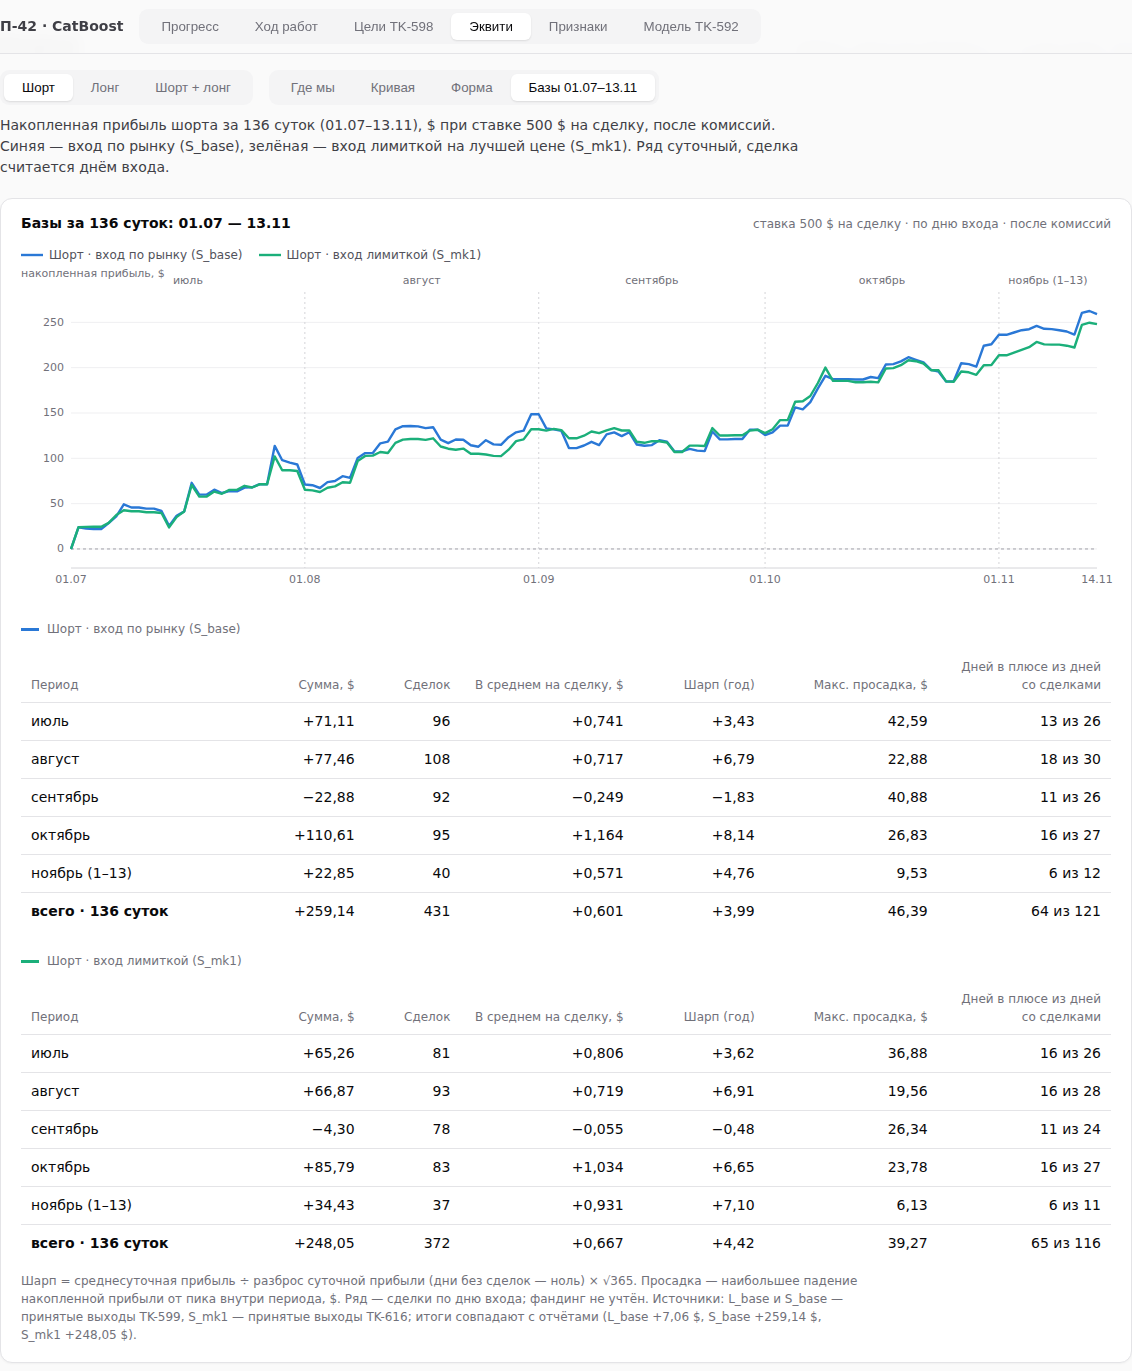 П-42 · CatBoost
Прогресс
Ход работ
Цели ТК-598
Эквити
Признаки
Модель ТК-592
Шорт
Лонг
Шорт + лонг
Где мы
Кривая
Форма
Базы 01.07–13.11
Накопленная прибыль шорта за 136 суток (01.07–13.11), $ при ставке 500 $ на сделку, после комиссий.
Синяя — вход по рынку (S_base), зелёная — вход лимиткой на лучшей цене (S_mk1). Ряд суточный, сделка
считается днём входа.
Базы за 136 суток: 01.07 — 13.11
ставка 500 $ на сделку · по дню входа · после комиссий
Шорт · вход по рынку (S_base)
Шорт · вход лимиткой (S_mk1)
накопленная прибыль, $
июль
август
сентябрь
октябрь
ноябрь (1–13)
250
200
150
100
50
0
01.07
01.08
01.09
01.10
01.11
14.11
Шорт · вход по рынку (S_base)
Период Сумма, $ Сделок В среднем на сделку, $ Шарп (год) Макс. просадка, $ Дней в плюсе из дней
со сделками
июль +71,11 96 +0,741 +3,43 42,59 13 из 26
август +77,46 108 +0,717 +6,79 22,88 18 из 30
сентябрь −22,88 92 −0,249 −1,83 40,88 11 из 26
октябрь +110,61 95 +1,164 +8,14 26,83 16 из 27
ноябрь (1–13) +22,85 40 +0,571 +4,76 9,53 6 из 12
всего · 136 суток +259,14 431 +0,601 +3,99 46,39 64 из 121
Шорт · вход лимиткой (S_mk1)
Период Сумма, $ Сделок В среднем на сделку, $ Шарп (год) Макс. просадка, $ Дней в плюсе из дней
со сделками
июль +65,26 81 +0,806 +3,62 36,88 16 из 26
август +66,87 93 +0,719 +6,91 19,56 16 из 28
сентябрь −4,30 78 −0,055 −0,48 26,34 11 из 24
октябрь +85,79 83 +1,034 +6,65 23,78 16 из 27
ноябрь (1–13) +34,43 37 +0,931 +7,10 6,13 6 из 11
всего · 136 суток +248,05 372 +0,667 +4,42 39,27 65 из 116
Шарп = среднесуточная прибыль ÷ разброс суточной прибыли (дни без сделок — ноль) × √365. Просадка — наибольшее падение
накопленной прибыли от пика внутри периода, $. Ряд — сделки по дню входа; фандинг не учтён. Источники: L_base и S_base —
принятые выходы ТК-599, S_mk1 — принятые выходы ТК-616; итоги совпадают с отчётами (L_base +7,06 $, S_base +259,14 $,
S_mk1 +248,05 $).